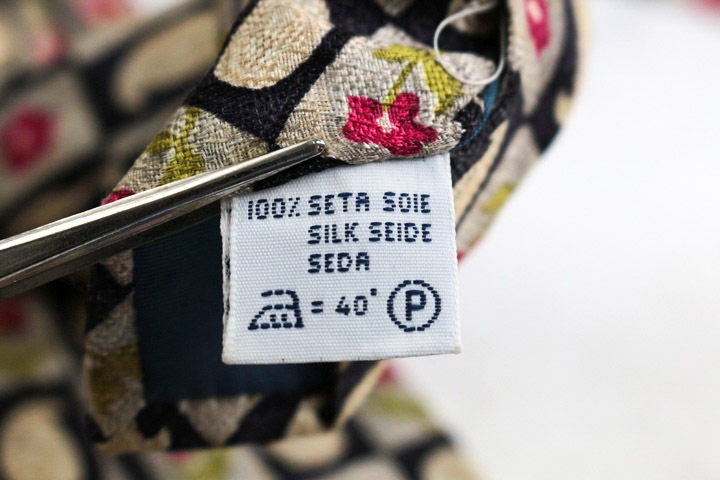 100% SETA SOIE
SILK SEIDE
SEDA
= 40° P